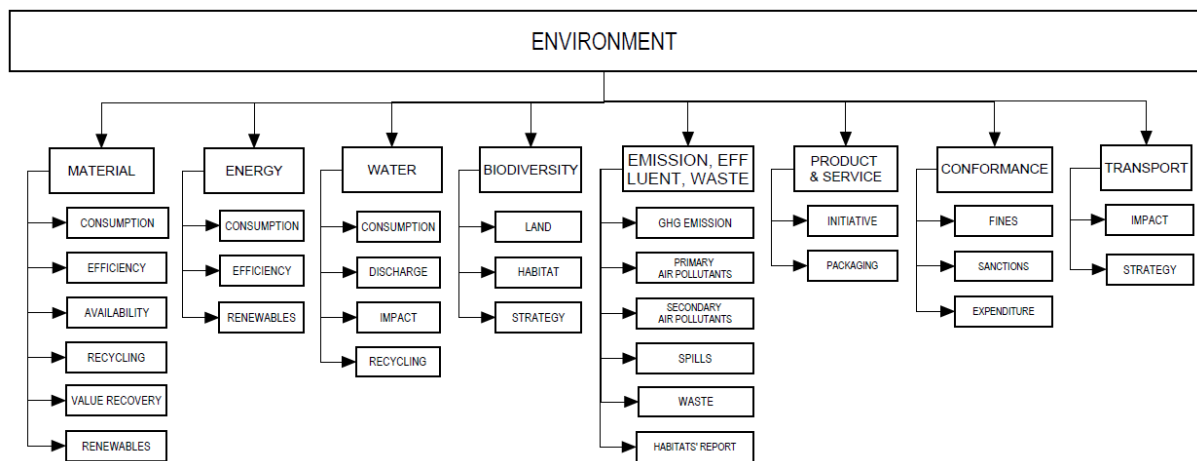 ENVIRONMENT
MATERIAL
CONSUMPTION
EFFICIENCY
AVAILABILITY
RECYCLING
VALUE RECOVERY
RENEWABLES
ENERGY
CONSUMPTION
EFFICIENCY
RENEWABLES
WATER
CONSUMPTION
DISCHARGE
IMPACT
RECYCLING
BIODIVERSITY
LAND
HABITAT
STRATEGY
EMISSION, EFF
LUENT, WASTE
GHG EMISSION
PRIMARY
AIR POLLUTANTS
SECONDARY
AIR POLLUTANTS
SPILLS
WASTE
HABITATS' REPORT
PRODUCT
& SERVICE
INITIATIVE
PACKAGING
CONFORMANCE
FINES
SANCTIONS
EXPENDITURE
TRANSPORT
IMPACT
STRATEGY